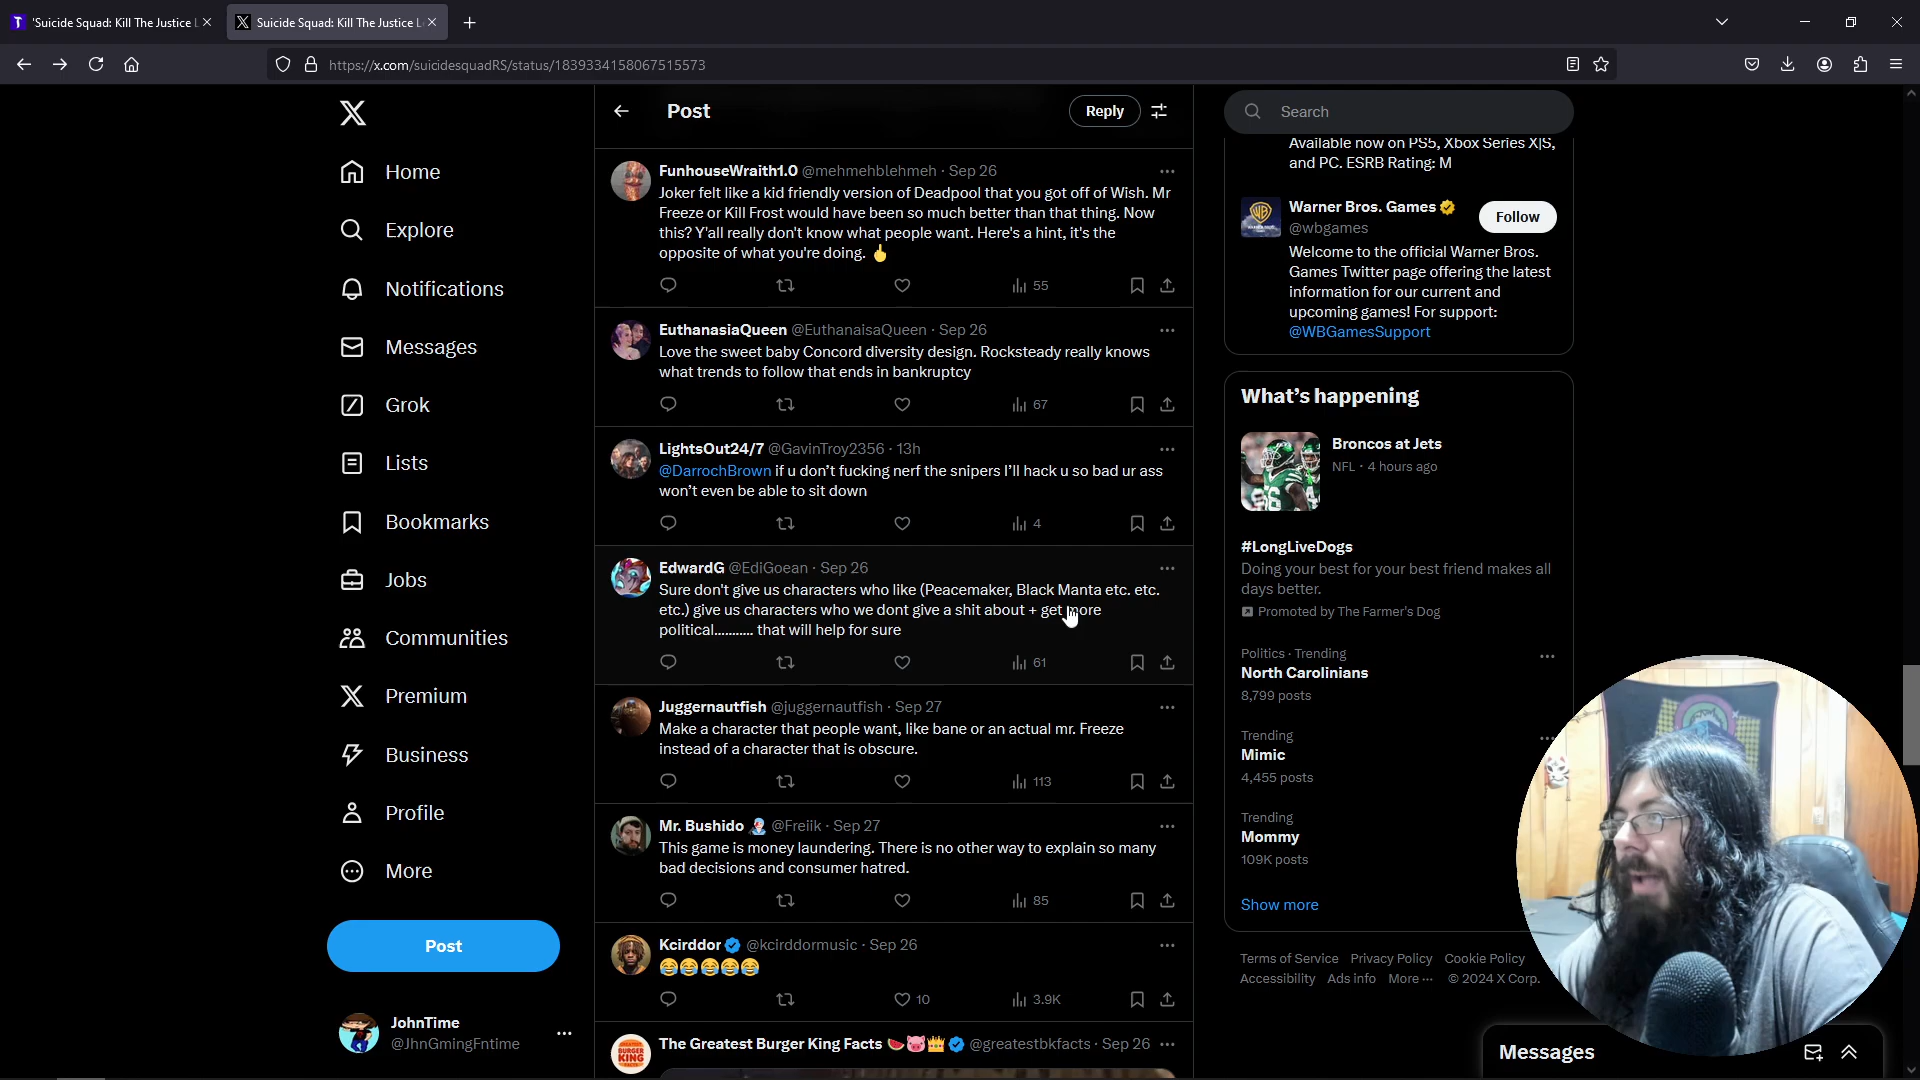 'Suicide Squad: Kill The Justice L
Suicide Squad: Kill The Justice L
https://x.com/suicidesquadRS/status/1839334158067515573
Home
Explore
Notifications
Messages
Grok
Lists
Bookmarks
Jobs
Communities
Premium
Business
Profile
More
Post
JohnTime
@JhnGmingFntime
Post
Reply
FunhouseWraith1.0 @mehmehblehmeh · Sep 26
Joker felt like a kid friendly version of Deadpool that you got off of Wish. Mr
Freeze or Kill Frost would have been so much better than that thing. Now
this? Y'all really don't know what people want. Here's a hint, it's the
opposite of what you're doing. 🖕
55
EuthanasiaQueen @EuthanaisaQueen · Sep 26
Love the sweet baby Concord diversity design. Rocksteady really knows
what trends to follow that ends in bankruptcy
67
LightsOut24/7 @GavinTroy2356 · 13h
@DarrochBrown if u don’t fucking nerf the snipers I’ll hack u so bad ur ass
won’t even be able to sit down
4
EdwardG @EdiGoean · Sep 26
Sure don't give us characters who like (Peacemaker, Black Manta etc. etc.
etc.) give us characters who we dont give a shit about + get more
political........... that will help for sure
61
Juggernautfish @juggernautfish · Sep 27
Make a character that people want, like bane or an actual mr. Freeze
instead of a character that is obscure.
113
Mr. Bushido @Freiik · Sep 27
This game is money laundering. There is no other way to explain so many
bad decisions and consumer hatred.
85
Kcirddor @kcirddormusic · Sep 26
😂😂😂😂😂
10 3.9K
The Greatest Burger King Facts 🍉🐷👑 @greatestbkfacts · Sep 26
BURGER KING
Search
Available now on PS5, Xbox Series X|S,
and PC. ESRB Rating: M
Warner Bros. Games
@wbgames
Follow
Welcome to the official Warner Bros.
Games Twitter page offering the latest
information for our current and
upcoming games! For support:
@WBGamesSupport
What’s happening
Broncos at Jets
NFL · 4 hours ago
#LongLiveDogs
Doing your best for your best friend makes all
days better.
Promoted by The Farmer's Dog
Politics · Trending
North Carolinians
8,799 posts
Trending
Mimic
4,455 posts
Trending
Mommy
109K posts
Show more
Terms of Service Privacy Policy Cookie Policy
Accessibility Ads info More ··· © 2024 X Corp.
Messages